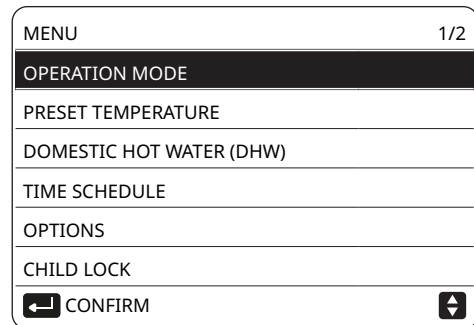 MENU 1/2
OPERATION MODE
PRESET TEMPERATURE
DOMESTIC HOT WATER (DHW)
TIME SCHEDULE
OPTIONS
CHILD LOCK
CONFIRM